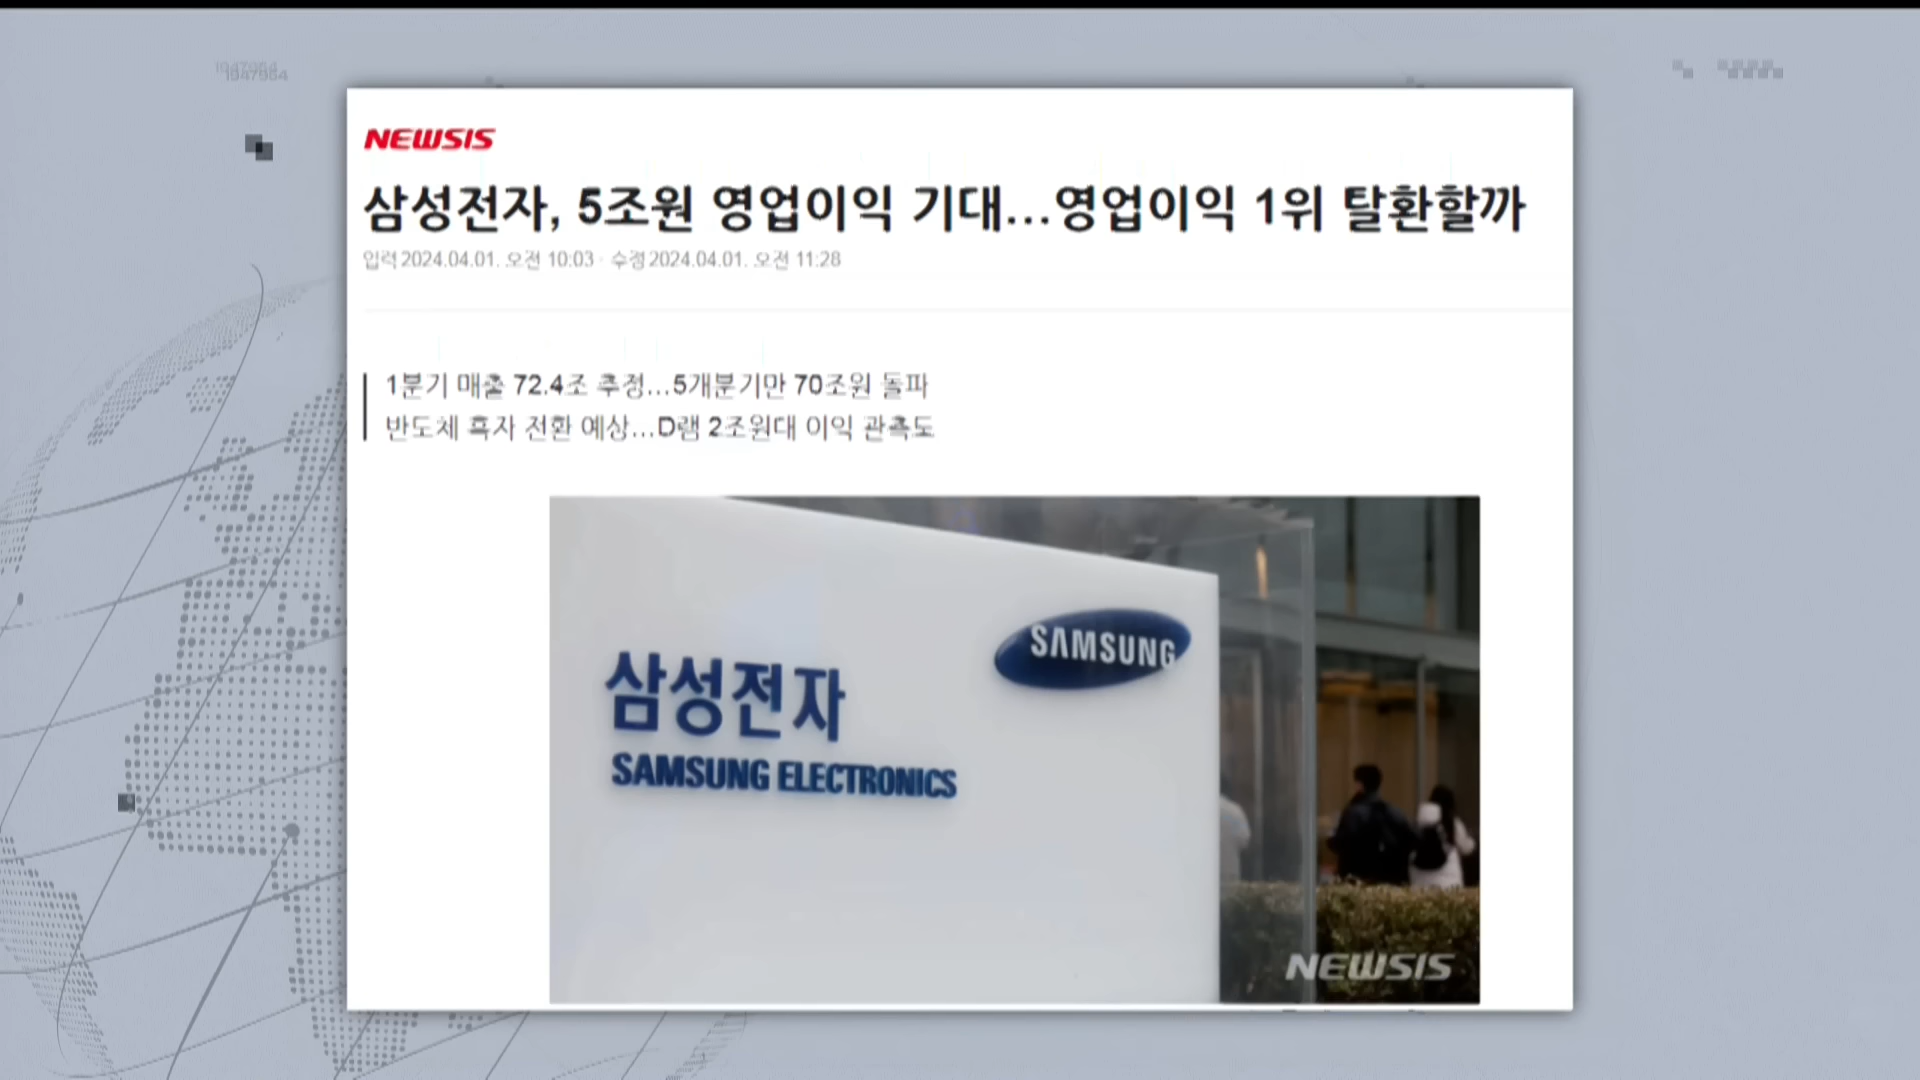 1947954
1947954
NEWSIS
삼성전자, 5조원 영업이익 기대...영업이익 1위 탈환할까
입력 2024.04.01. 오전 10:03 · 수정 2024.04.01. 오전 11:28
1분기 매출 72.4조 추정...5개분기만 70조원 돌파
반도체 흑자 전환 예상...D램 2조원대 이익 관측도
SAMSUNG
삼성전자
SAMSUNG ELECTRONICS
NEWSIS